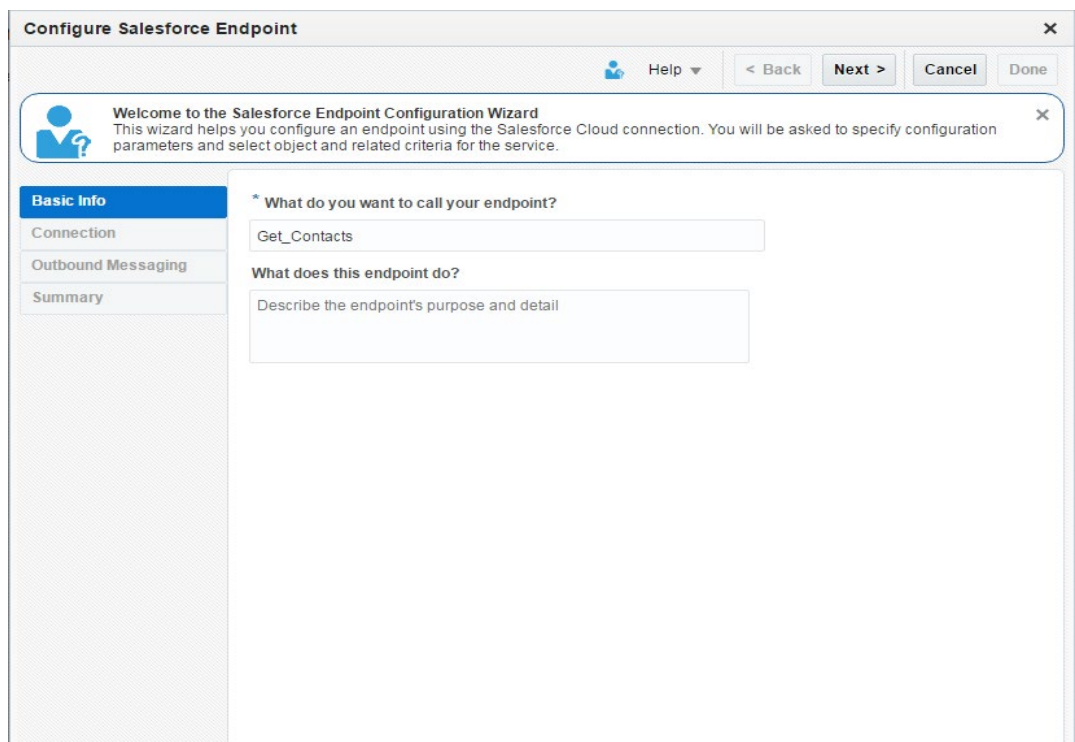 Configure Salesforce Endpoint
Help
< Back
Next >
Cancel
Done
Welcome to the Salesforce Endpoint Configuration Wizard
This wizard helps you configure an endpoint using the Salesforce Cloud connection. You will be asked to specify configuration
parameters and select object and related criteria for the service.
Basic Info
Connection
Outbound Messaging
Summary
* What do you want to call your endpoint?
Get_Contacts
What does this endpoint do?
Describe the endpoint's purpose and detail